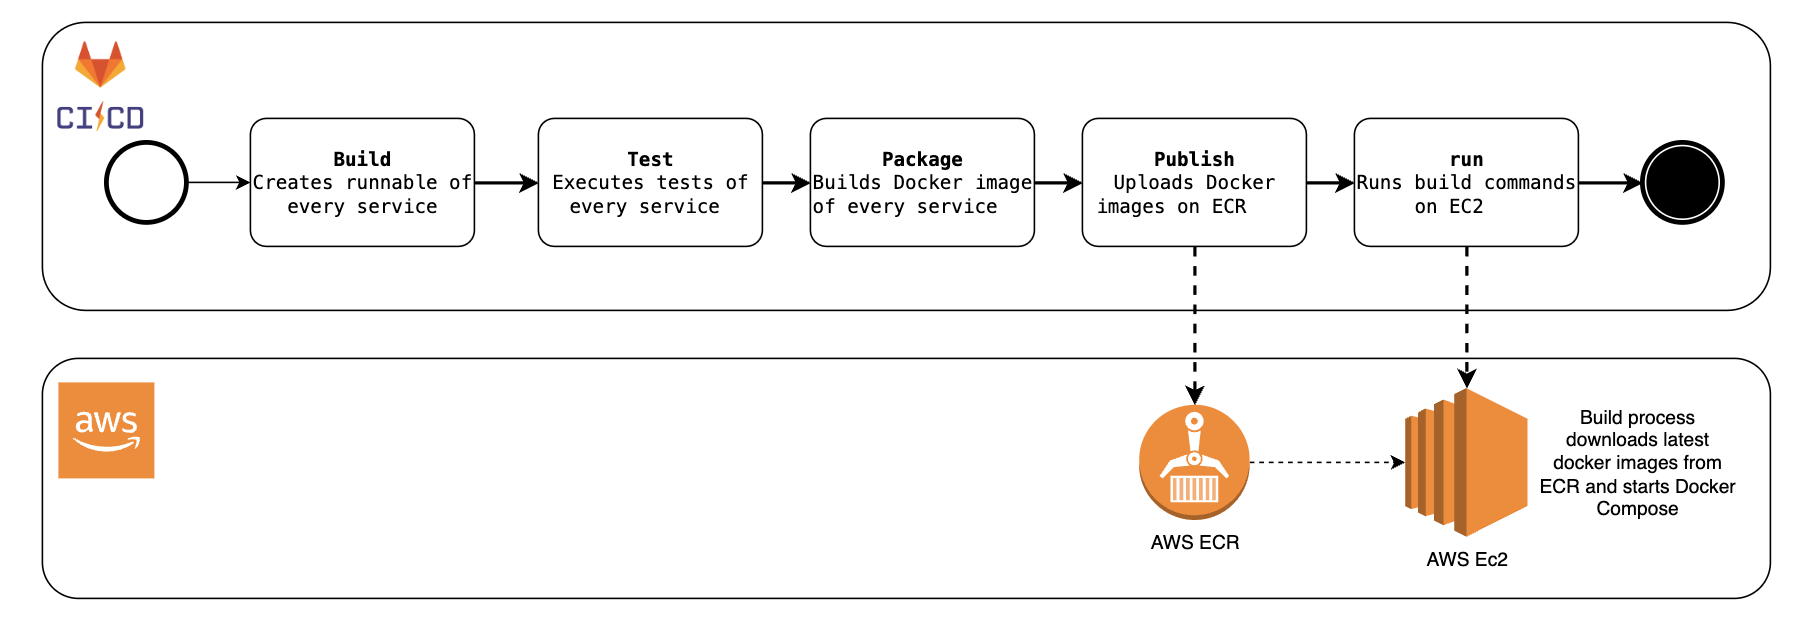 CI/CD
Build
Creates runnable of
every service
Test
Executes tests of
every service
Package
Builds Docker image
of every service
Publish
Uploads Docker
images on ECR
run
Runs build commands
on EC2
aws
AWS ECR
AWS Ec2
Build process
downloads latest
docker images from
ECR and starts Docker
Compose